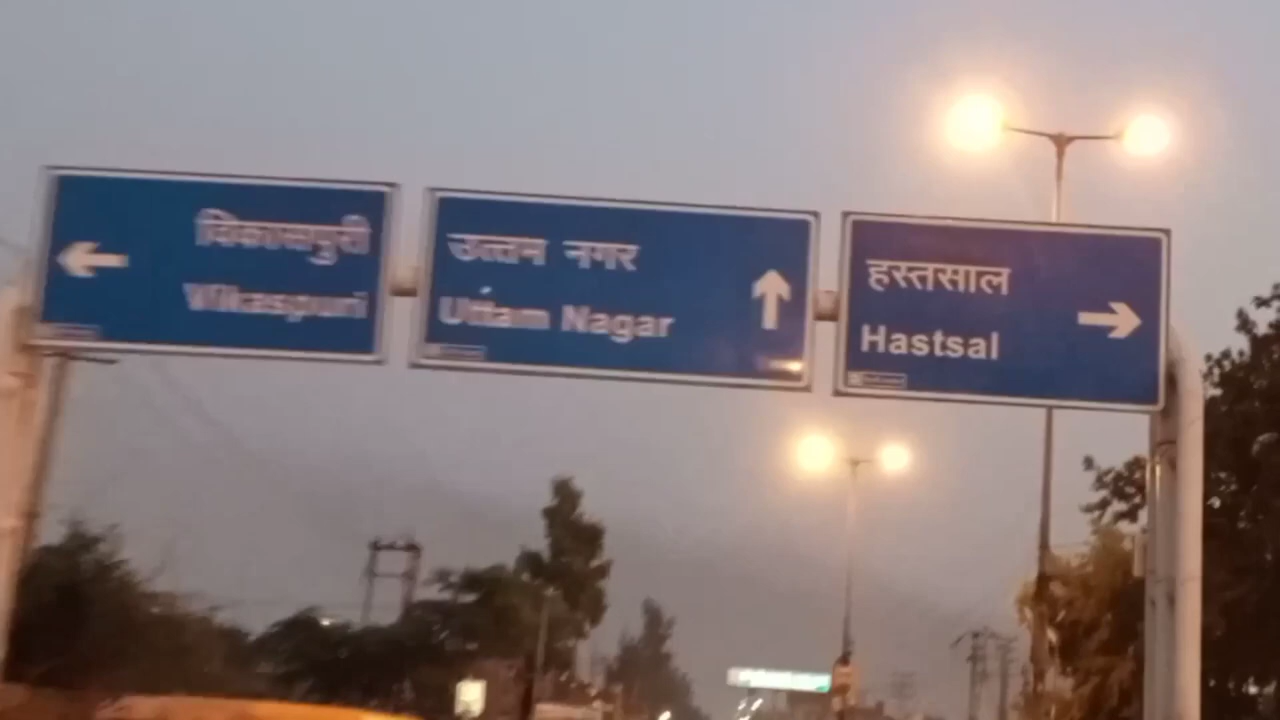 विकासपुरी
Vikaspuri
उत्तम नगर
Uttam Nagar
हस्तसाल
Hastsal